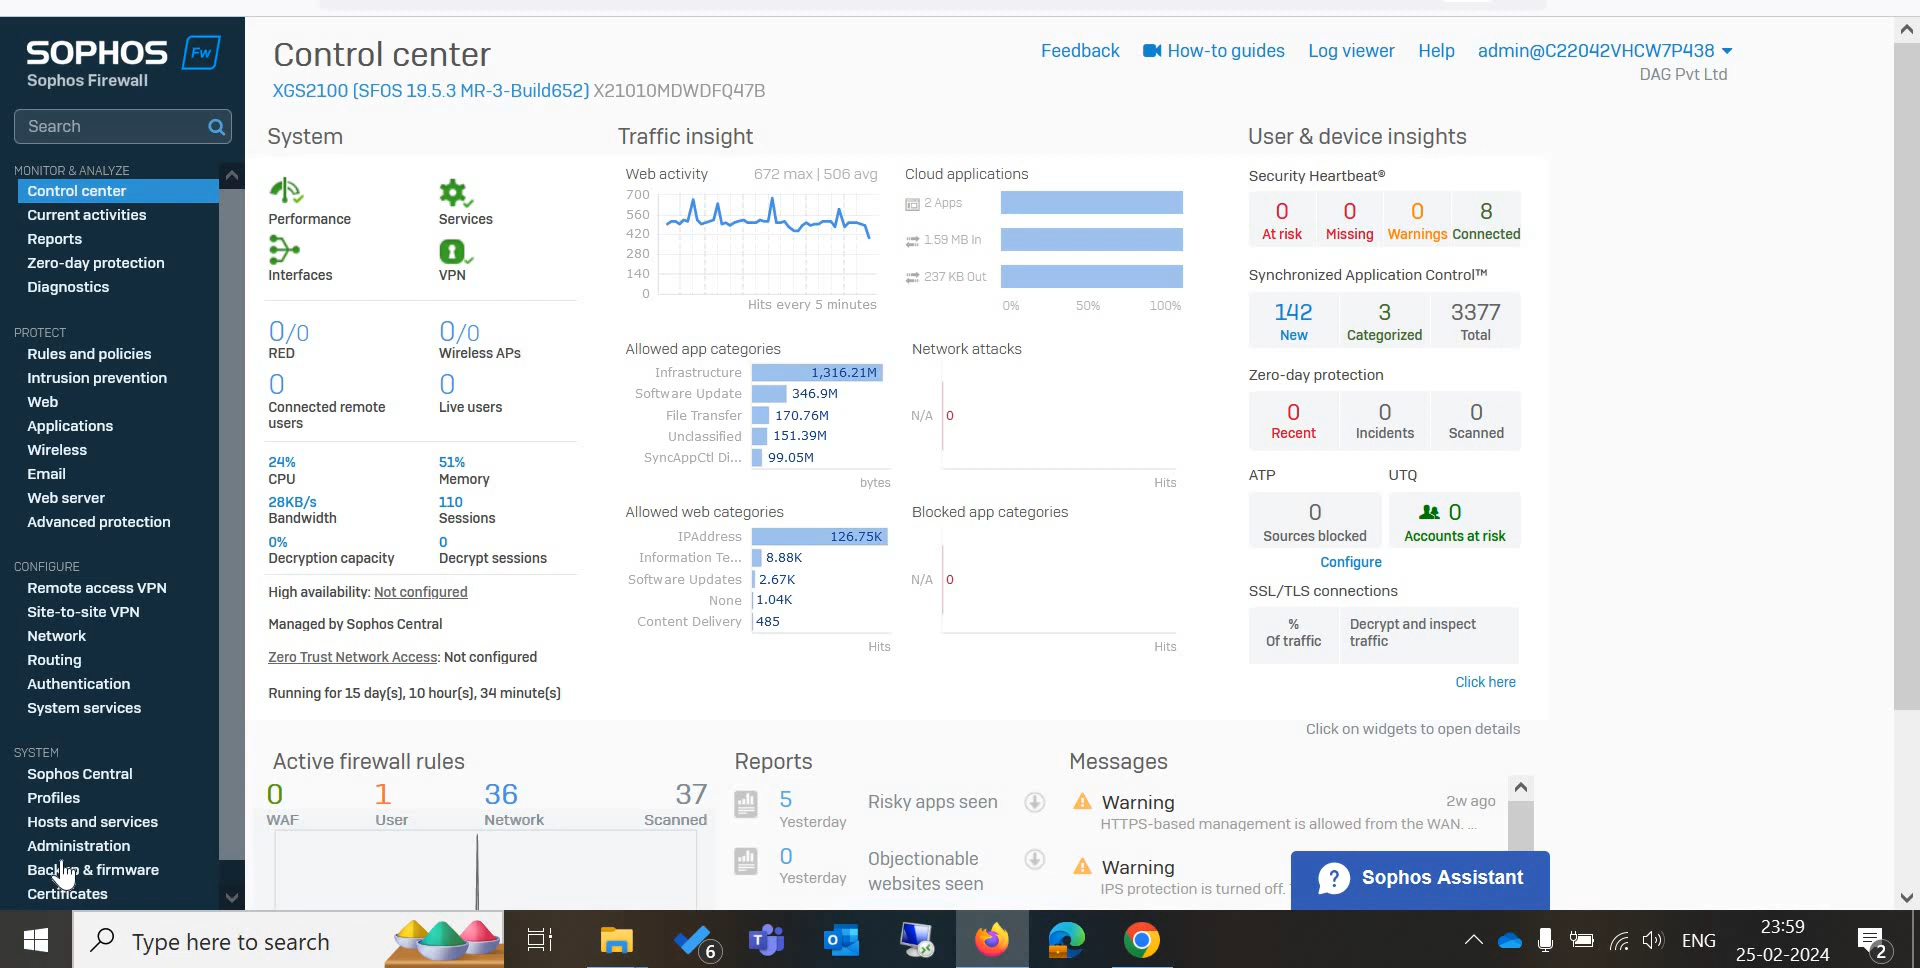 SOPHOS Fw
Sophos Firewall
Search
MONITOR & ANALYZE
Control center
Current activities
Reports
Zero-day protection
Diagnostics
PROTECT
Rules and policies
Intrusion prevention
Web
Applications
Wireless
Email
Web server
Advanced protection
CONFIGURE
Remote access VPN
Site-to-site VPN
Network
Routing
Authentication
System services
SYSTEM
Sophos Central
Profiles
Hosts and services
Administration
& firmware
Certificates
Control center
XGS2100 (SFOS 19.5.3 MR-3-Build652) X21010MDWDFQ47B
Feedback How-to guides Log viewer Help admin@C22042VHCW7P438
DAG Pvt Ltd
System
Performance Services
Interfaces VPN
0/0 0/0
RED Wireless APs
0 0
Connected remote users Live users
24% 51%
CPU Memory
28KB/s 110
Bandwidth Sessions
0% 0
Decryption capacity Decrypt sessions
High availability: Not configured
Managed by Sophos Central
Zero Trust Network Access: Not configured
Running for 15 day(s), 10 hour(s), 34 minute(s)
Traffic insight
Web activity 672 max | 506 avg
700
560
420
280
140
0
Hits every 5 minutes
Cloud applications
2 Apps
1.59 MB In
237 KB Out
0% 50% 100%
Allowed app categories
Infrastructure 1,316.21M
Software Update 346.9M
File Transfer 170.76M
Unclassified 151.39M
SyncAppCtl Di... 99.05M
bytes
Network attacks
N/A 0
Hits
Allowed web categories
IPAddress 126.75K
Information Te... 8.88K
Software Updates 2.67K
None 1.04K
Content Delivery 485
Hits
Blocked app categories
N/A 0
Hits
User & device insights
Security Heartbeat®
0 0 0 8
At risk Missing Warnings Connected
Synchronized Application Control™
142 3 3377
New Categorized Total
Zero-day protection
0 0 0
Recent Incidents Scanned
ATP UTQ
0 0
Sources blocked Accounts at risk
Configure
SSL/TLS connections
% Decrypt and inspect
Of traffic traffic
Click here
Click on widgets to open details
Active firewall rules
0 1 36 37
WAF User Network Scanned
Reports
5 Risky apps seen
Yesterday
0 Objectionable
Yesterday websites seen
Messages
Warning 2w ago
HTTPS-based management is allowed from the WAN. ...
Warning
IPS protection is turned off.
? Sophos Assistant
Type here to search
6
ENG
23:59
25-02-2024
2